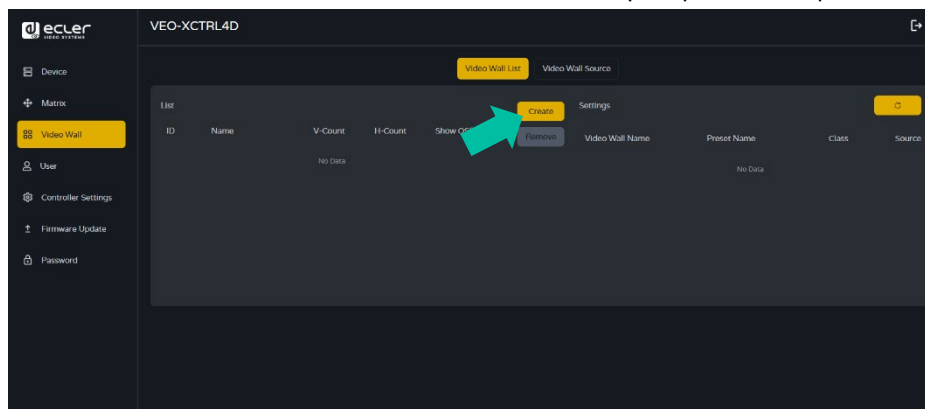 ecler
VIDEO SYSTEMS
VEO-XCTRL4D
Device
Matrix
Video Wall
User
Controller Settings
Firmware Update
Password
Video Wall List Video Wall Source
List
Create
Remove
ID Name V-Count H-Count Show
No Data
Settings
Video Wall Name Preset Name Class Source
No Data